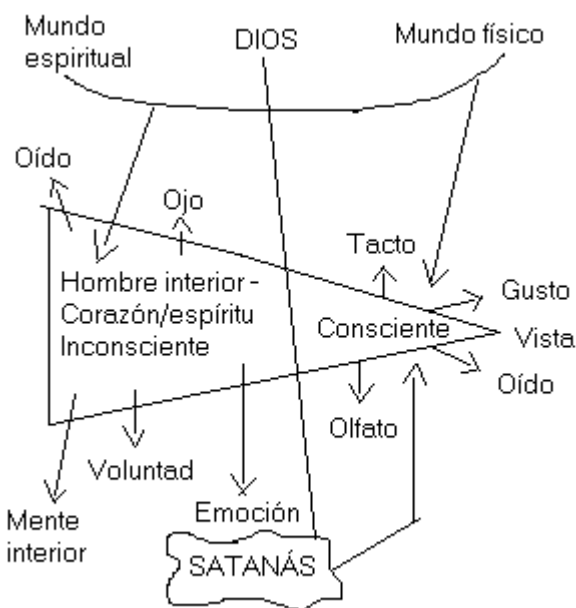 Mundo
espiritual
DIOS
Mundo físico
Oído
Ojo
Tacto
Hombre interior -
Corazón/espíritu
Inconsciente
Consciente
Gusto
Vista
Oído
Olfato
Voluntad
Emoción
Mente
interior
SATANÁS